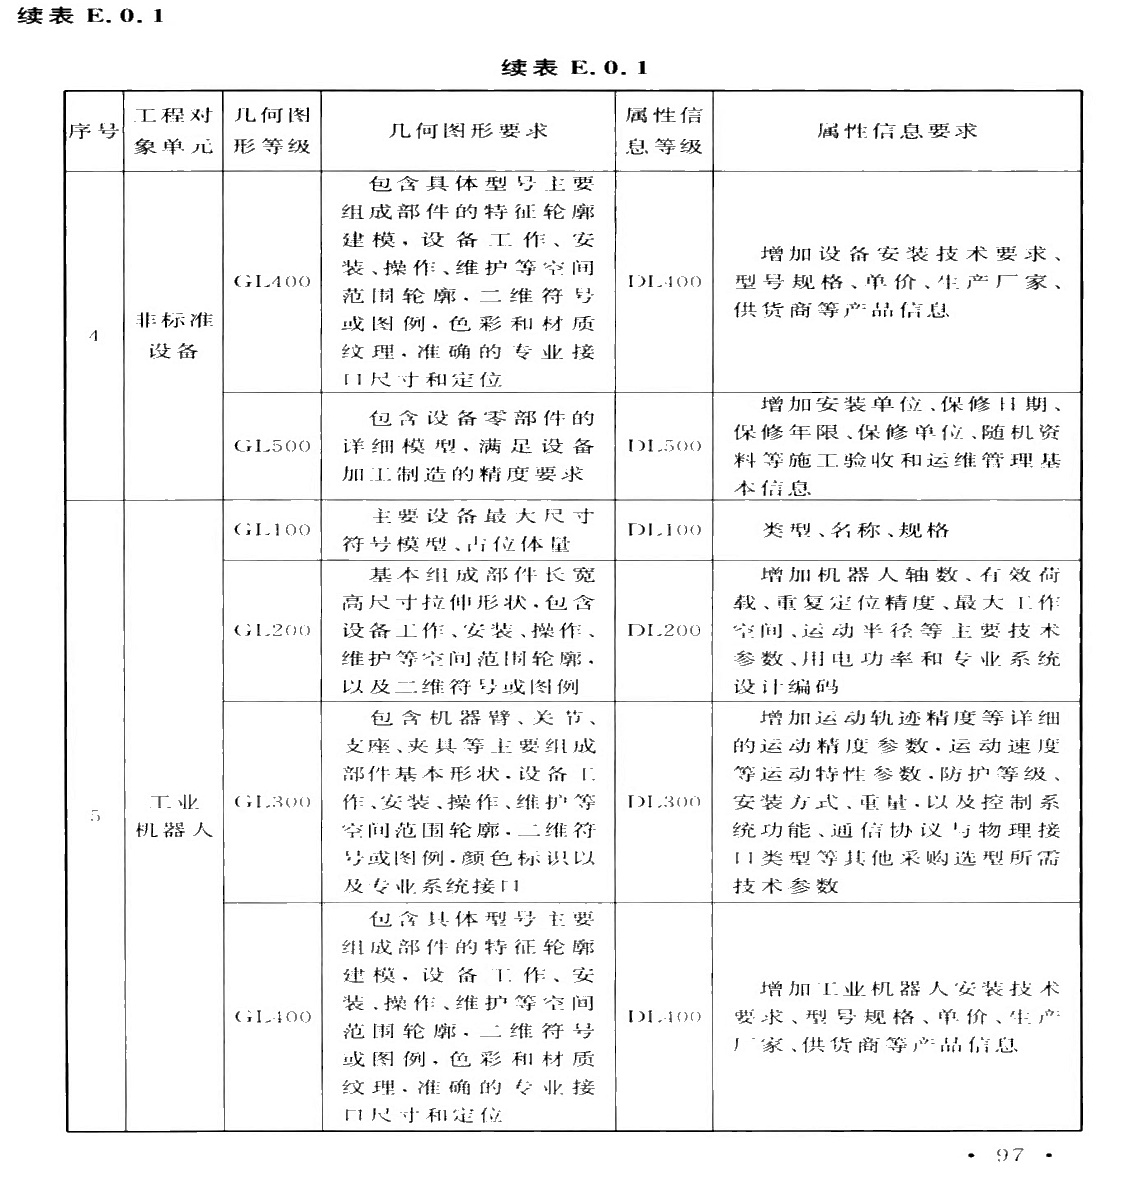 续表 E.0.1
续表 E.0.1
序号
工程对
象单元
几何图
形等级
几何图形要求
属性信
息等级
属性信息要求
4
非标准
设备
GL400
包含具体型号主要
组成部件的特征轮廓
建模,设备工作、安
装、操作、维护等空间
范围轮廓,二维符号
或图例,色彩和材质
纹理,准确的专业接
口尺寸和定位
DL400
增加设备安装技术要求、
型号规格、单价、生产厂家、
供货商等产品信息
GL500
包含设备零部件的
详细模型,满足设备
加工制造的精度要求
DL500
增加安装单位、保修日期、
保修年限、保修单位、随机资
料等施工验收和运维管理基
本信息
5
工业
机器人
GL100
主要设备最大尺寸
符号模型、占位体量
DL100
类型、名称、规格
GL200
基本组成部件长宽
高尺寸拉伸形状,包含
设备工作、安装、操作、
维护等空间范围轮廓,
以及二维符号或图例
DL200
增加机器人轴数、有效荷
载、重复定位精度、最大工作
空间、运动半径等主要技术
参数、用电功率和专业系统
设计编码
GL300
包含机器臂、关节、
支座、夹具等主要组成
部件基本形状,设备工
作、安装、操作、维护等
空间范围轮廓,二维符
号或图例,颜色标识以
及专业系统接口
DL300
增加运动轨迹精度等详细
的运动精度参数,运动速度
等运动特性参数,防护等级、
安装方式、重量,以及控制系
统功能、通信协议与物理接
口类型等其他采购选型所需
技术参数
GL400
包含具体型号主要
组成部件的特征轮廓
建模,设备工作、安
装、操作、维护等空间
范围轮廓,二维符号
或图例,色彩和材质
纹理,准确的专业接
口尺寸和定位
DL400
增加工业机器人安装技术
要求、型号规格、单价、生产
厂家、供货商等产品信息
• 97 •